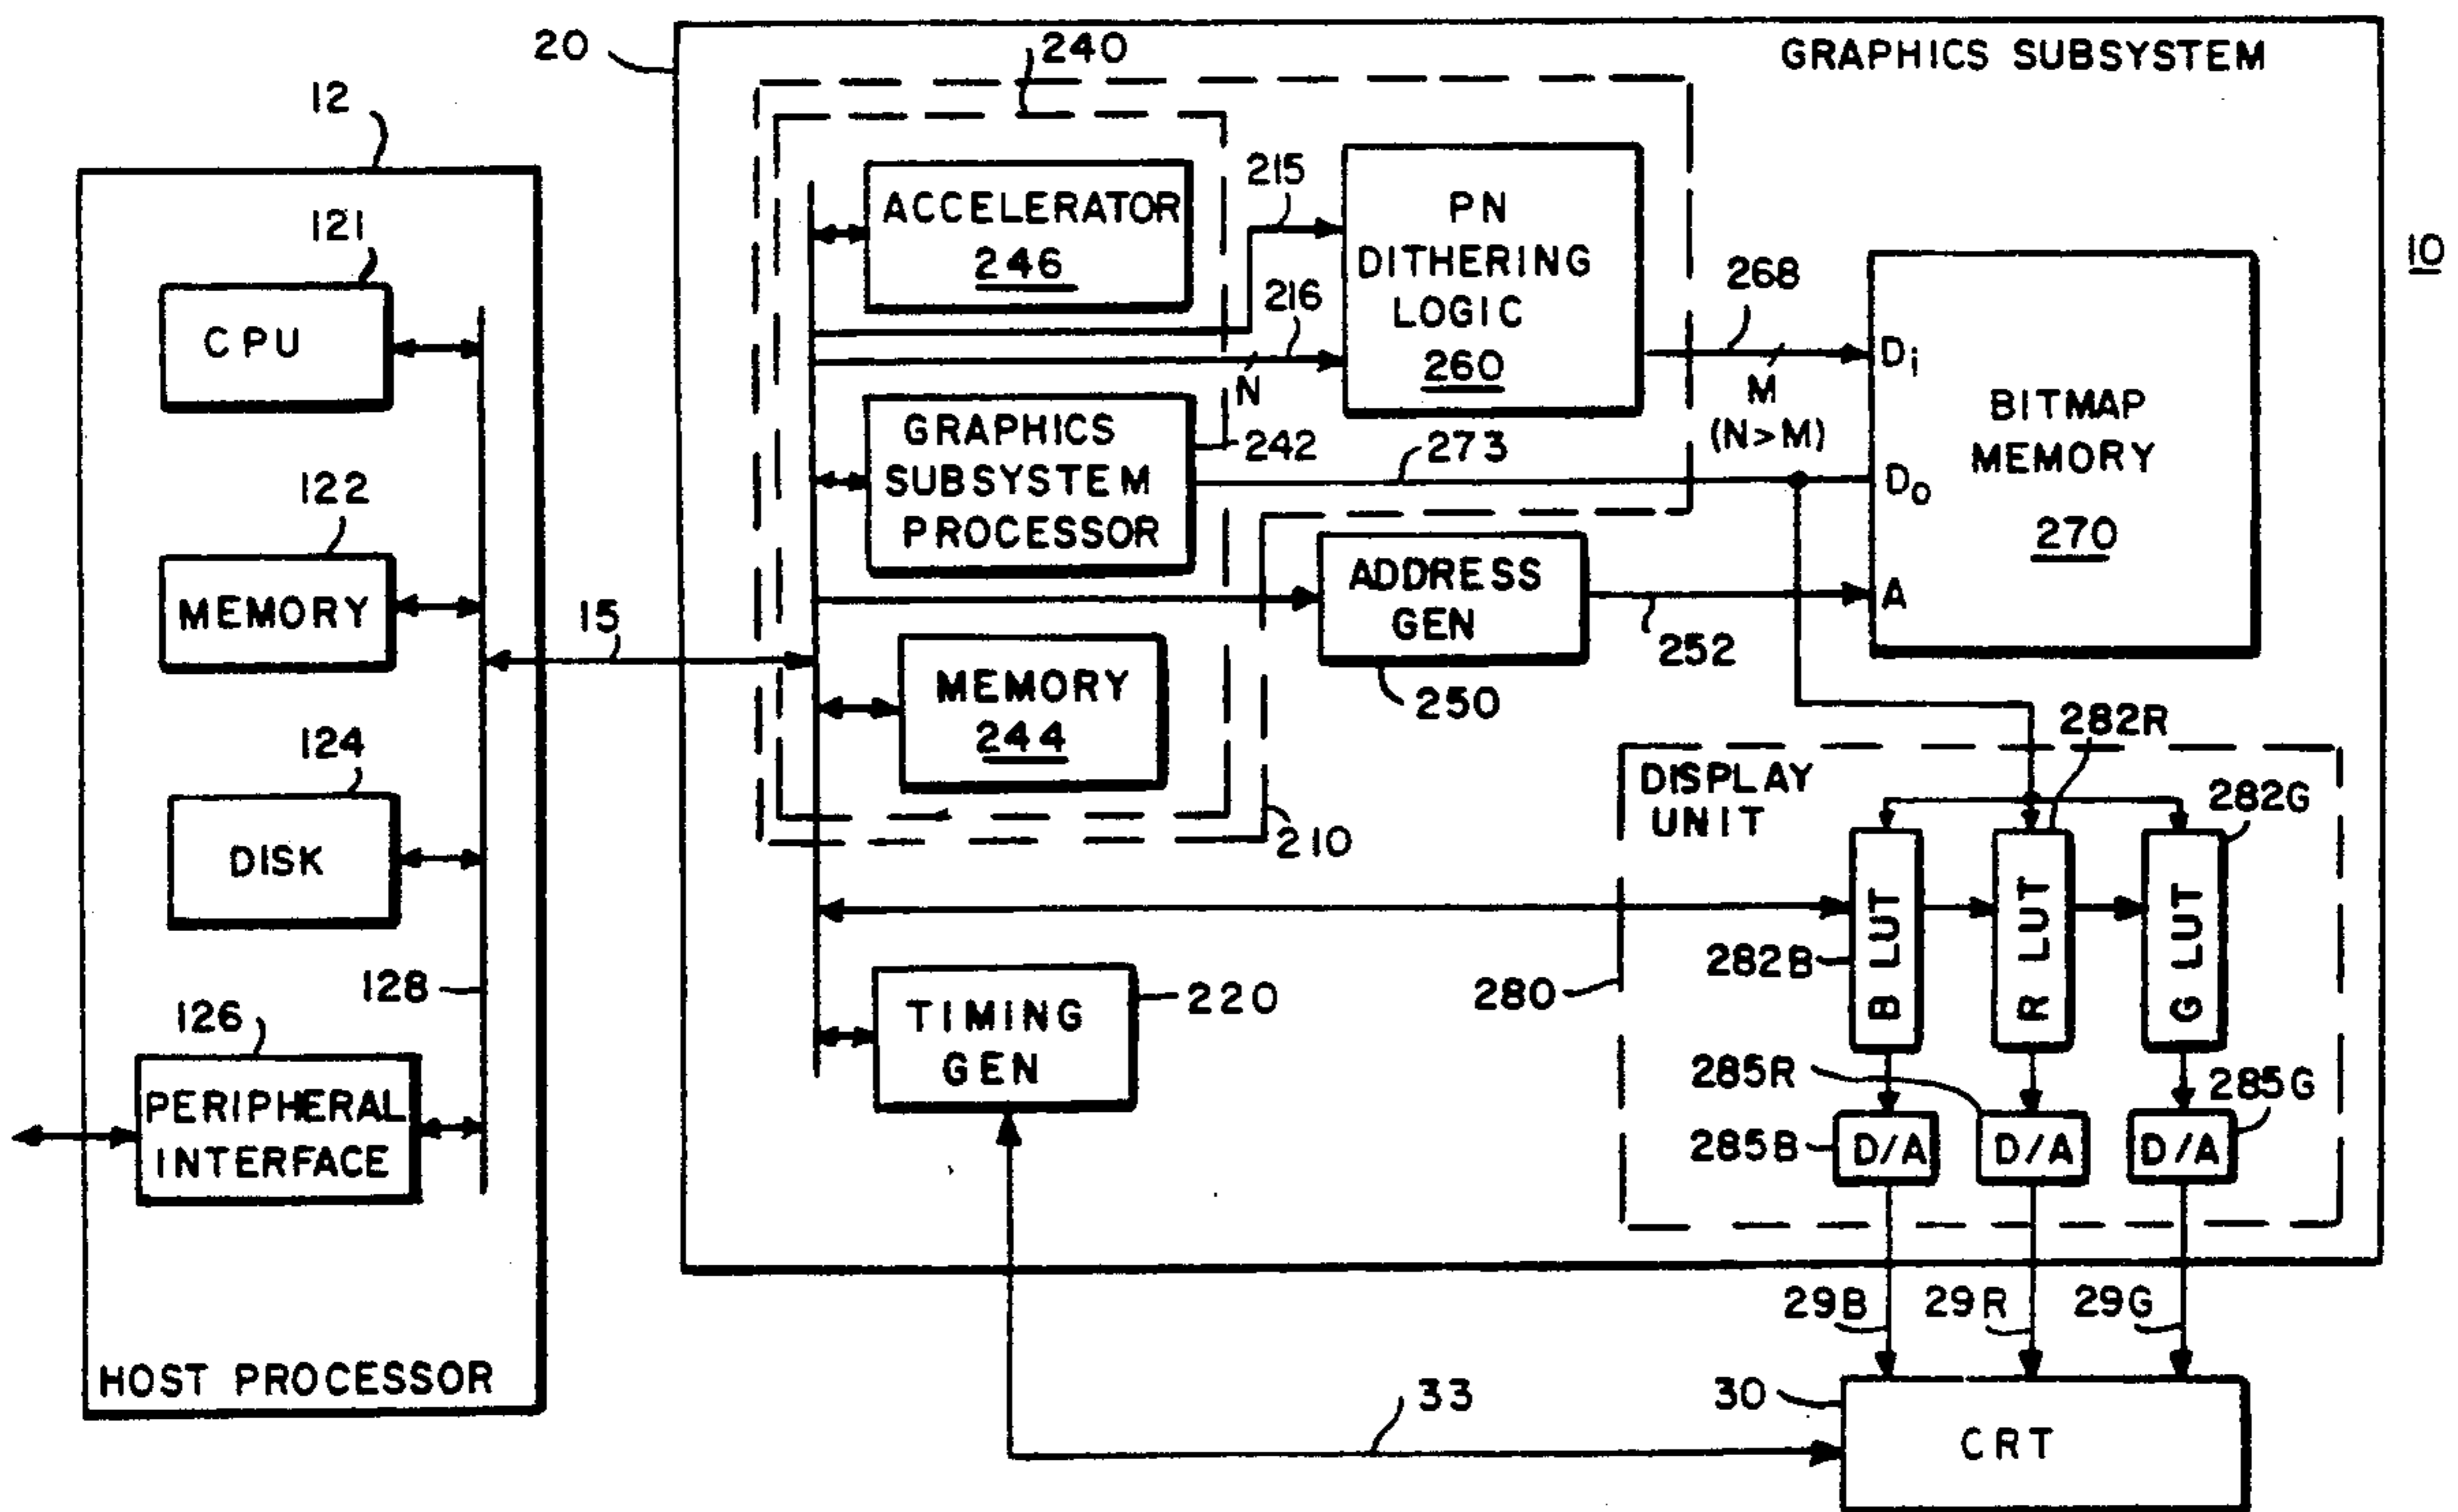 20
240
GRAPHICS SUBSYSTEM
12
10
121
CPU
122
MEMORY
124
DISK
128
126
PERIPHERAL
INTERFACE
HOST PROCESSOR
15
ACCELERATOR
246
215
216
N
PN
DITHERING
LOGIC
260
268
M
(N>M)
GRAPHICS
SUBSYSTEM
PROCESSOR
242
273
Di
Do
A
BITMAP
MEMORY
270
ADDRESS
GEN
250
252
MEMORY
244
210
TIMING
GEN
220
DISPLAY
UNIT
280
282R
282G
282B
B LUT
R LUT
G LUT
285R
285G
285B
D/A
D/A
D/A
29B
29R
29G
33
30
CRT